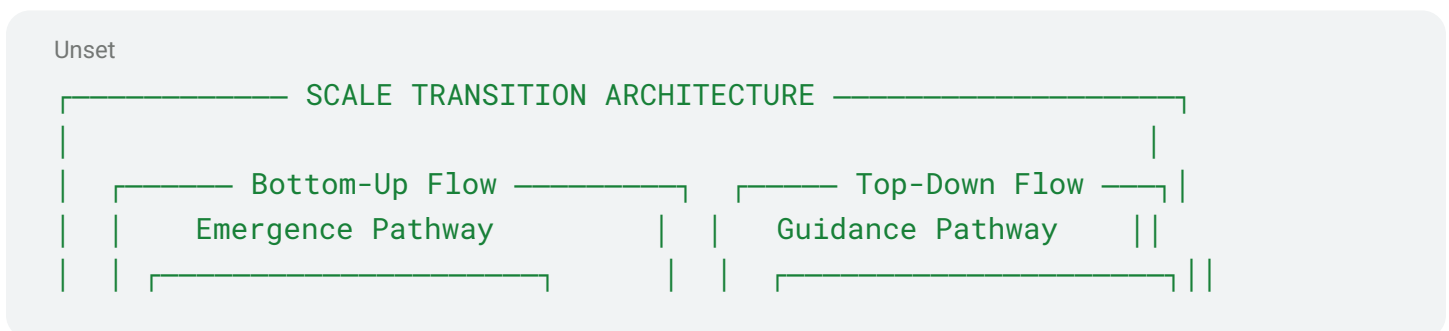 Unset
┌──────────── SCALE TRANSITION ARCHITECTURE ───────────────────┐
│                                                            │
│  ┌────── Bottom-Up Flow ─────────┐  ┌───── Top-Down Flow ───┐│
│  │    Emergence Pathway         │  │   Guidance Pathway    ││
│  │ ┌─────────────────────┐      │  │  ┌─────────────────────┐││